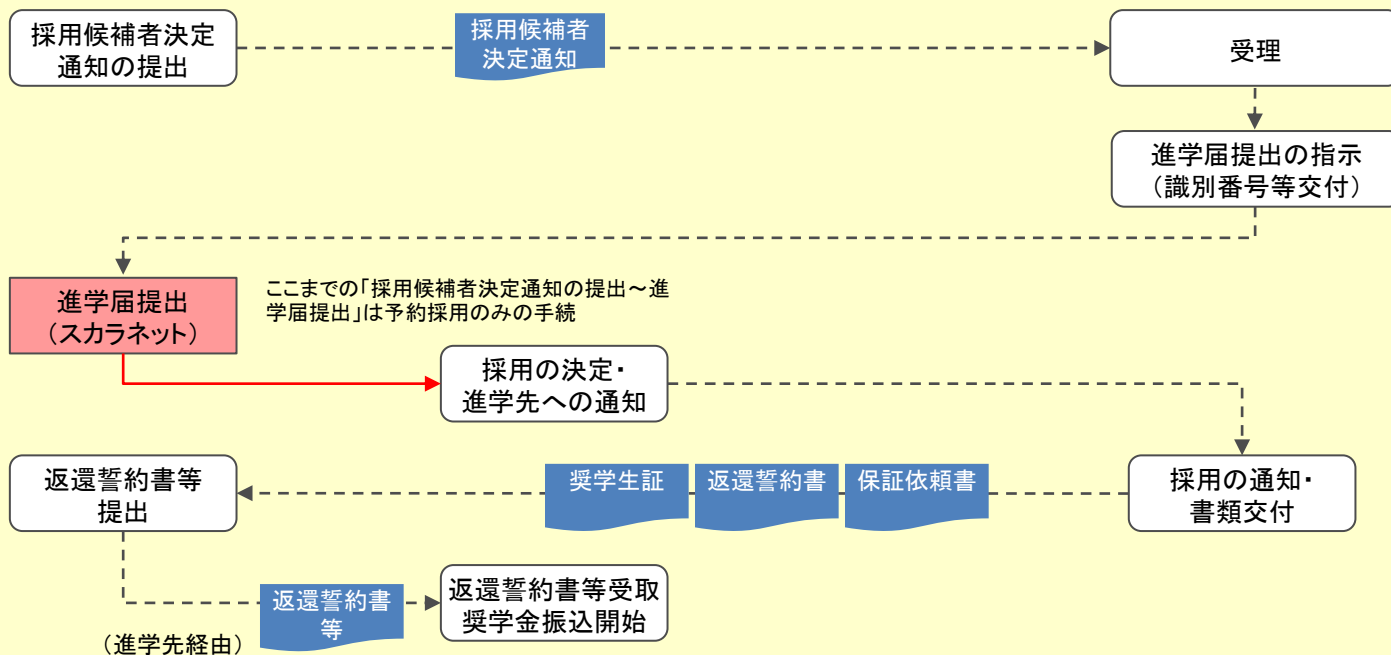 採用候補者決定
通知の提出
採用候補者
決定通知
受理
進学届提出の指示
（識別番号等交付）
進学届提出
（スカラネット）
ここまでの「採用候補者決定通知の提出～進
学届提出」は予約採用のみの手続
採用の決定・
進学先への通知
返還誓約書等
提出
奨学生証
返還誓約書
保証依頼書
採用の通知・
書類交付
返還誓約書
等
（進学先経由）
返還誓約書等受取
奨学金振込開始